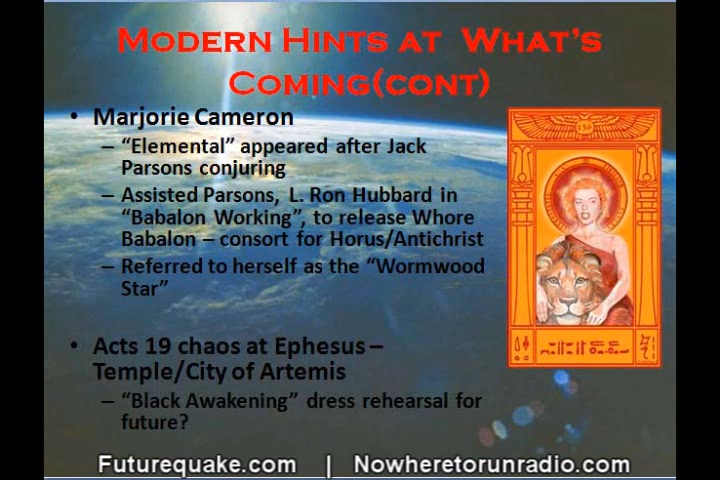 Modern Hints at What's
Coming(cont)
• Marjorie Cameron
– “Elemental” appeared after Jack
Parsons conjuring
– Assisted Parsons, L. Ron Hubbard in
“Babalon Working”, to release Whore
Babalon – consort for Horus/Antichrist
– Referred to herself as the “Wormwood
Star”
• Acts 19 chaos at Ephesus –
Temple/City of Artemis
– “Black Awakening” dress rehearsal for
future?
Futurequake.com | Nowheretorunradio.com